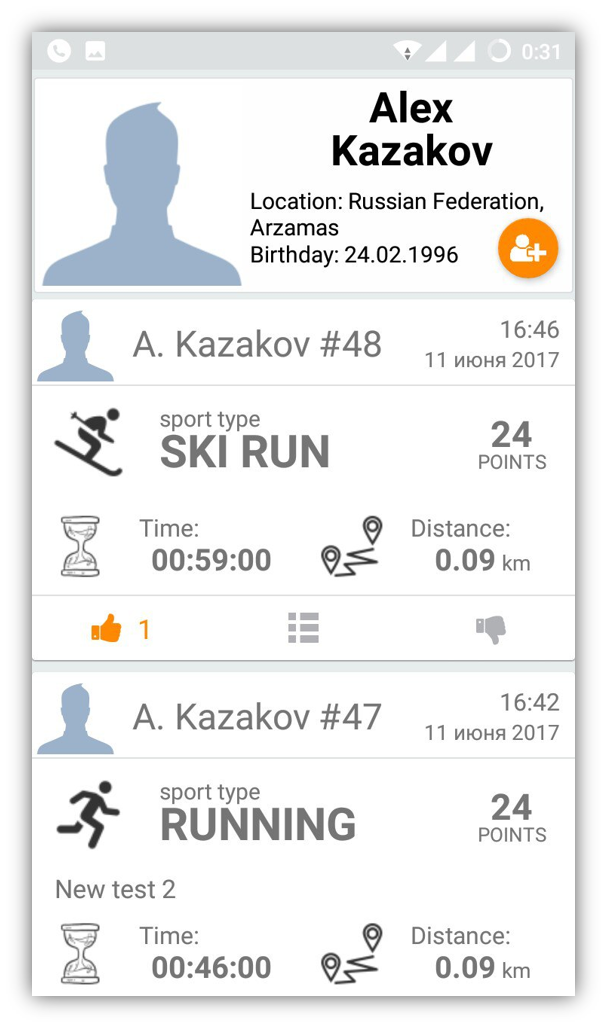 0:31
Alex
Kazakov
Location: Russian Federation,
Arzamas
Birthday: 24.02.1996
A. Kazakov #48
16:46
11 июня 2017
sport type
SKI RUN
24
POINTS
Time:
00:59:00
Distance:
0.09 km
1
A. Kazakov #47
16:42
11 июня 2017
sport type
RUNNING
24
POINTS
New test 2
Time:
00:46:00
Distance:
0.09 km